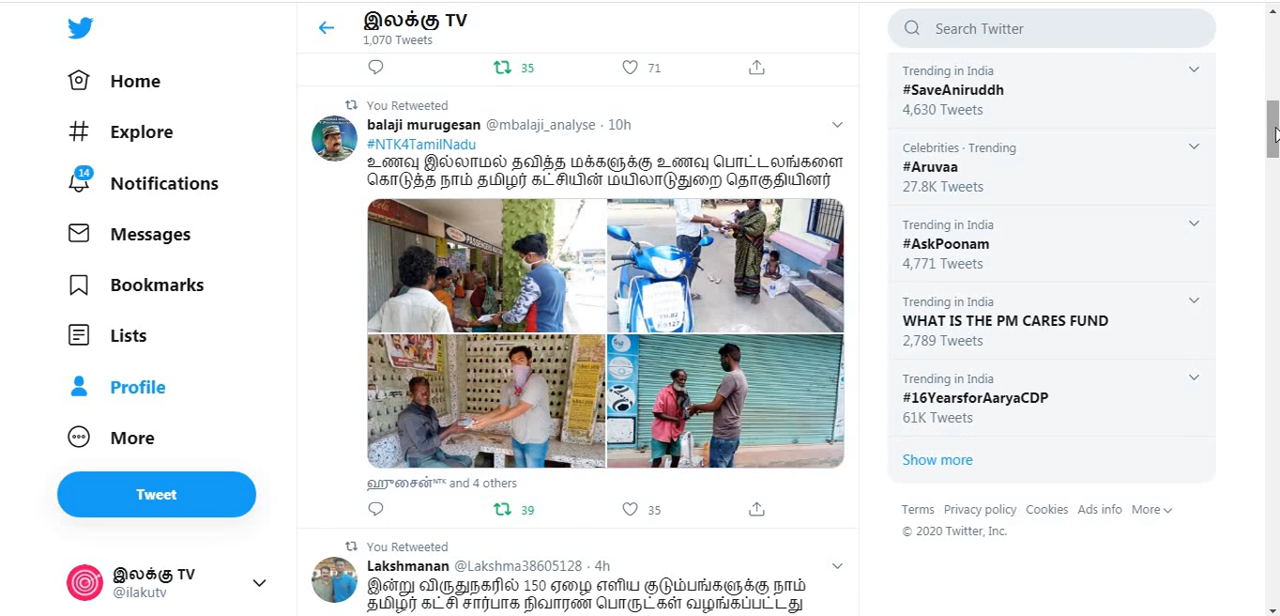 இலக்கு TV
1,070 Tweets
Search Twitter
Home
Explore
14
Notifications
Messages
Bookmarks
Lists
Profile
More
Tweet
இலக்கு TV
@ilakutv
35
71
You Retweeted
balaji murugesan @mbalaji_analyse · 10h
#NTK4TamilNadu
உணவு இல்லாமல் தவித்த மக்களுக்கு உணவு பொட்டலங்களை
கொடுத்த நாம் தமிழர் கட்சியின் மயிலாடுதுறை தொகுதியினர்
ஹுசைன்ᴺᵀᴷ and 4 others
39
35
You Retweeted
Lakshmanan @Lakshma38605128 · 4h
இன்று விருதுநகரில் 150 ஏழை எளிய குடும்பங்களுக்கு நாம்
தமிழர் கட்சி சார்பாக நிவாரண பொருட்கள் வழங்கப்பட்டது
Trending in India
#SaveAniruddh
4,630 Tweets
Celebrities · Trending
#Aruvaa
27.8K Tweets
Trending in India
#AskPoonam
4,771 Tweets
Trending in India
WHAT IS THE PM CARES FUND
2,789 Tweets
Trending in India
#16YearsforAaryaCDP
61K Tweets
Show more
Terms Privacy policy Cookies Ads info More
© 2020 Twitter, Inc.